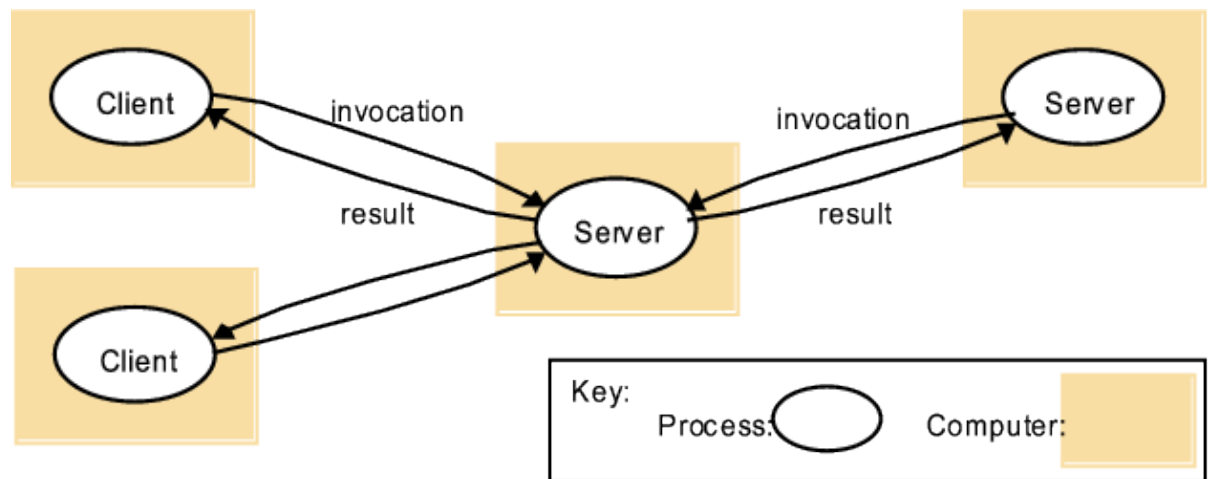 Client
invocation
result
Server
invocation
result
Server
Client
Key:
Process:
Computer: